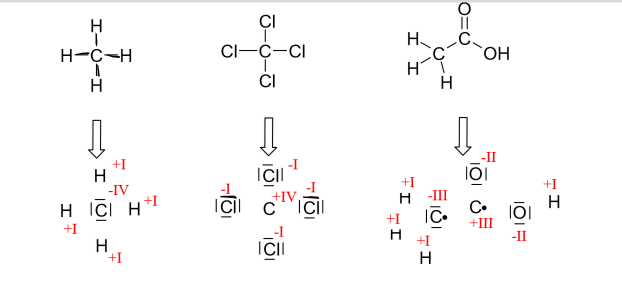 H
H C H
H
Cl
Cl C Cl
Cl
O
H C
C OH
H
H
H +I
-IV
H |C| H +I
+I
H +I
|Cl| -I
-I +IV -I
|Cl| C |Cl|
-I
|Cl|
-II
|O|
+I -III +I
H C• H
+I |C• +III |O|
H +I -II
H